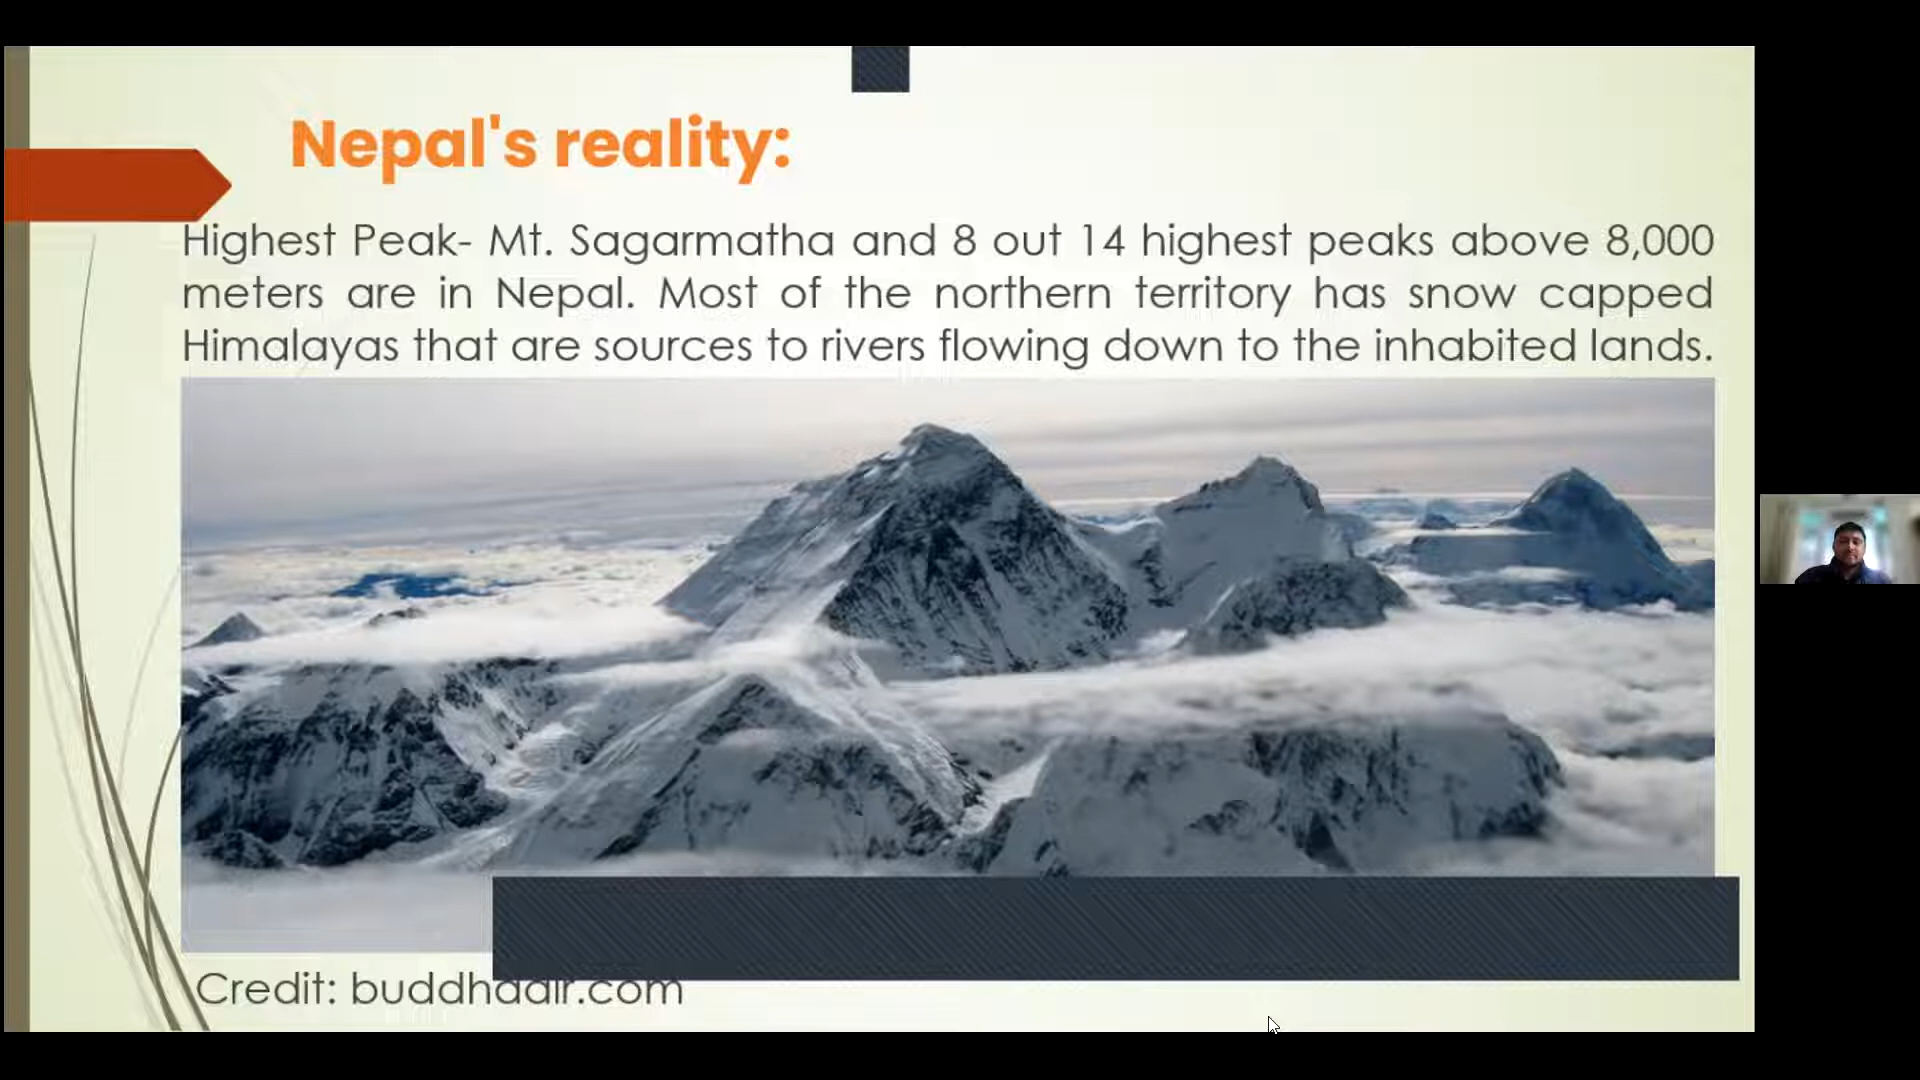 Nepal's reality:
Highest Peak- Mt. Sagarmatha and 8 out 14 highest peaks above 8,000
meters are in Nepal. Most of the northern territory has snow capped
Himalayas that are sources to rivers flowing down to the inhabited lands.
Credit: buddhaair.com